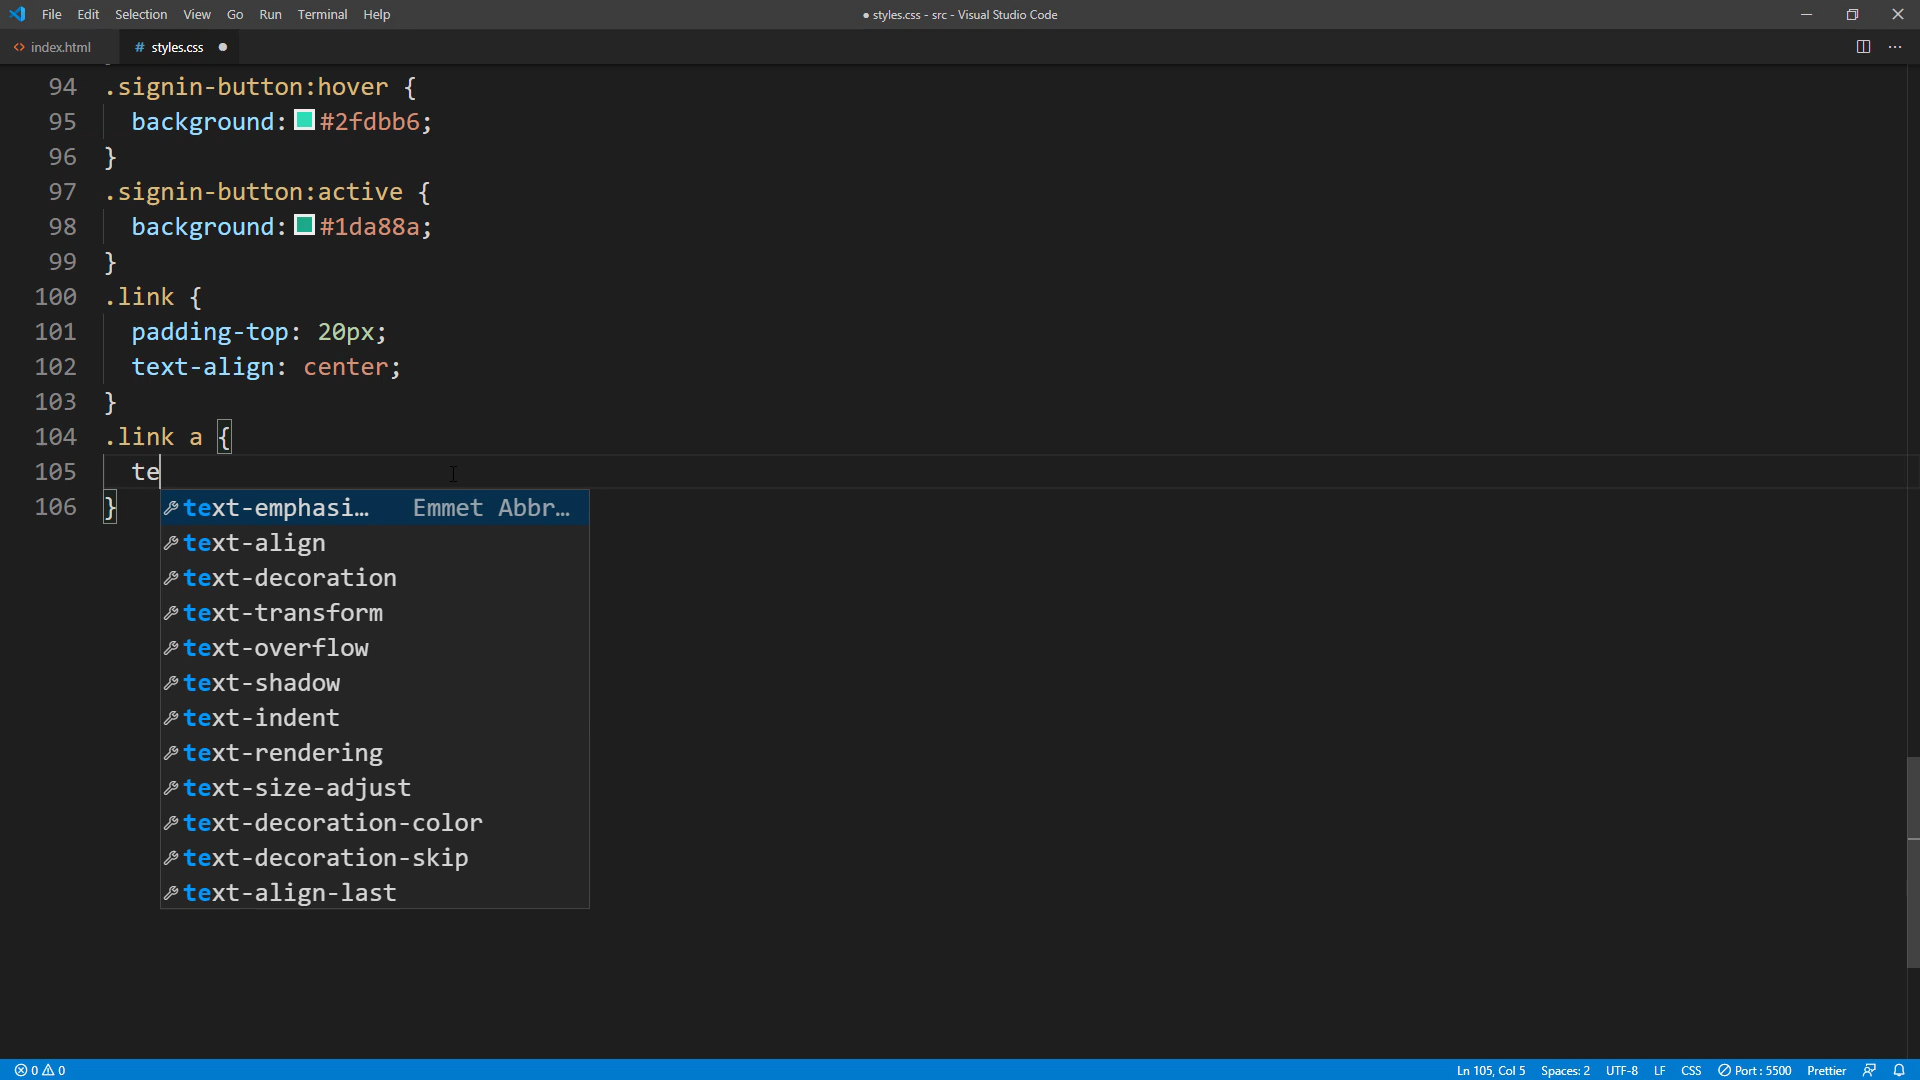 File Edit Selection View Go Run Terminal Help
● styles.css - src - Visual Studio Code
<> index.html
# styles.css ●
94 .signin-button:hover {
95 background: #2fdbb6;
96 }
97 .signin-button:active {
98 background: #1da88a;
99 }
100 .link {
101 padding-top: 20px;
102 text-align: center;
103 }
104 .link a {
105 te
106 }
text-emphasi… Emmet Abbr…
text-align
text-decoration
text-transform
text-overflow
text-shadow
text-indent
text-rendering
text-size-adjust
text-decoration-color
text-decoration-skip
text-align-last
0 0
Ln 105, Col 5 Spaces: 2 UTF-8 LF CSS Port : 5500 Prettier